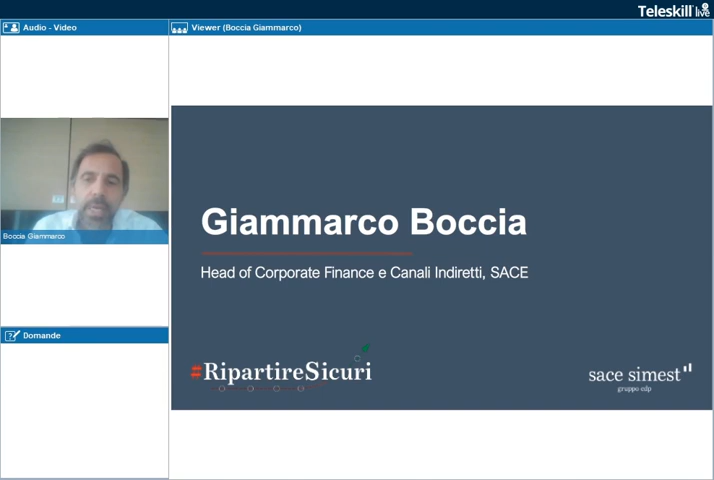 Teleskill live
Audio - Video
Viewer (Boccia Giammarco)
Boccia Giammarco
Domande
Giammarco Boccia
Head of Corporate Finance e Canali Indiretti, SACE
#RipartireSicuri
sace simest
gruppo cdp